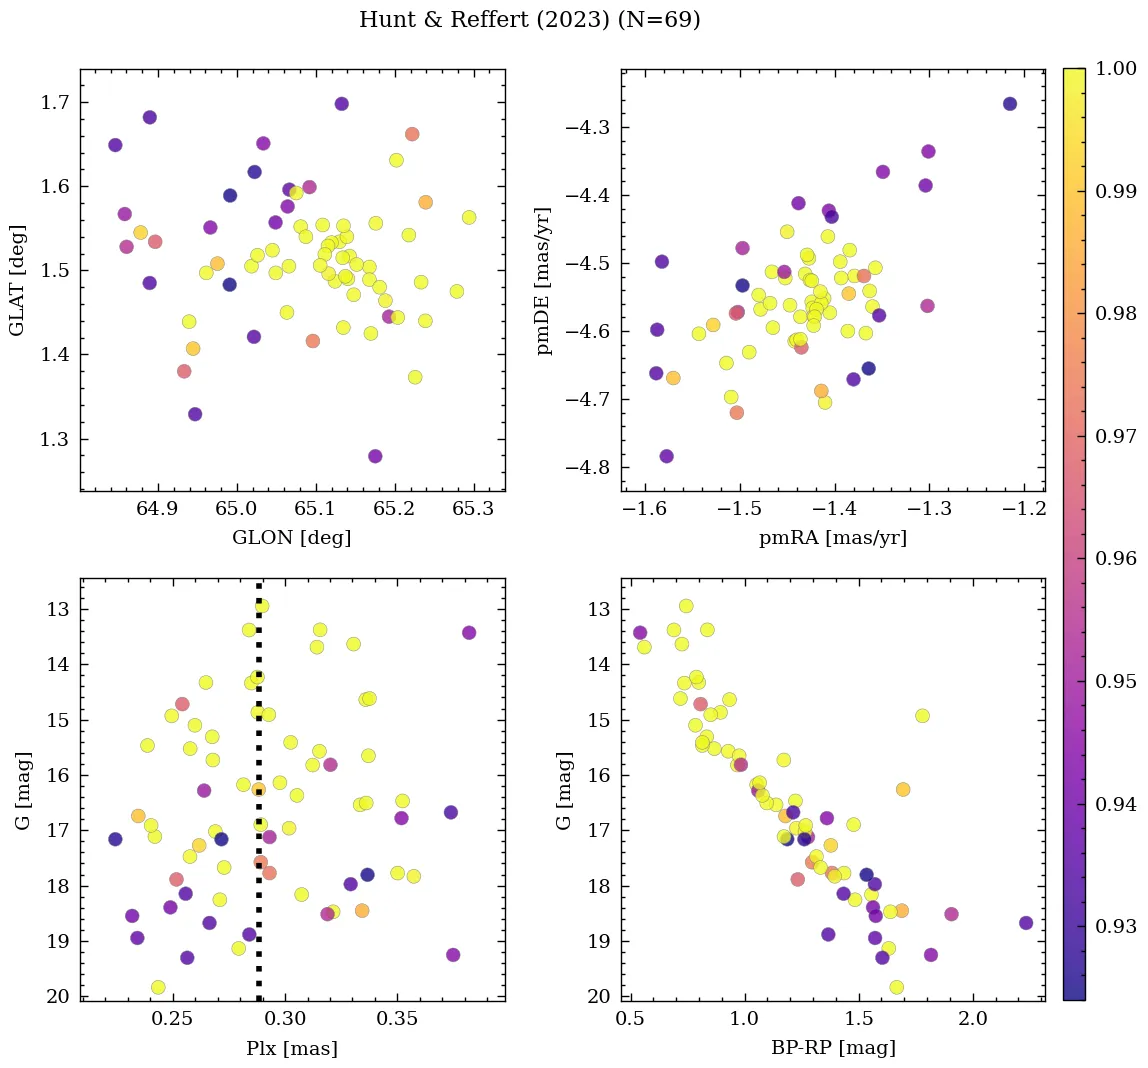 Hunt & Reffert (2023) (N=69)
1.7
1.6
1.5
1.4
1.3
GLAT [deg]
64.9 65.0 65.1 65.2 65.3
GLON [deg]
−4.3
−4.4
−4.5
−4.6
−4.7
−4.8
pmDE [mas/yr]
−1.6 −1.5 −1.4 −1.3 −1.2
pmRA [mas/yr]
13
14
15
16
17
18
19
20
G [mag]
0.25 0.30 0.35
Plx [mas]
13
14
15
16
17
18
19
20
G [mag]
0.5 1.0 1.5 2.0
BP-RP [mag]
1.00
0.99
0.98
0.97
0.96
0.95
0.94
0.93